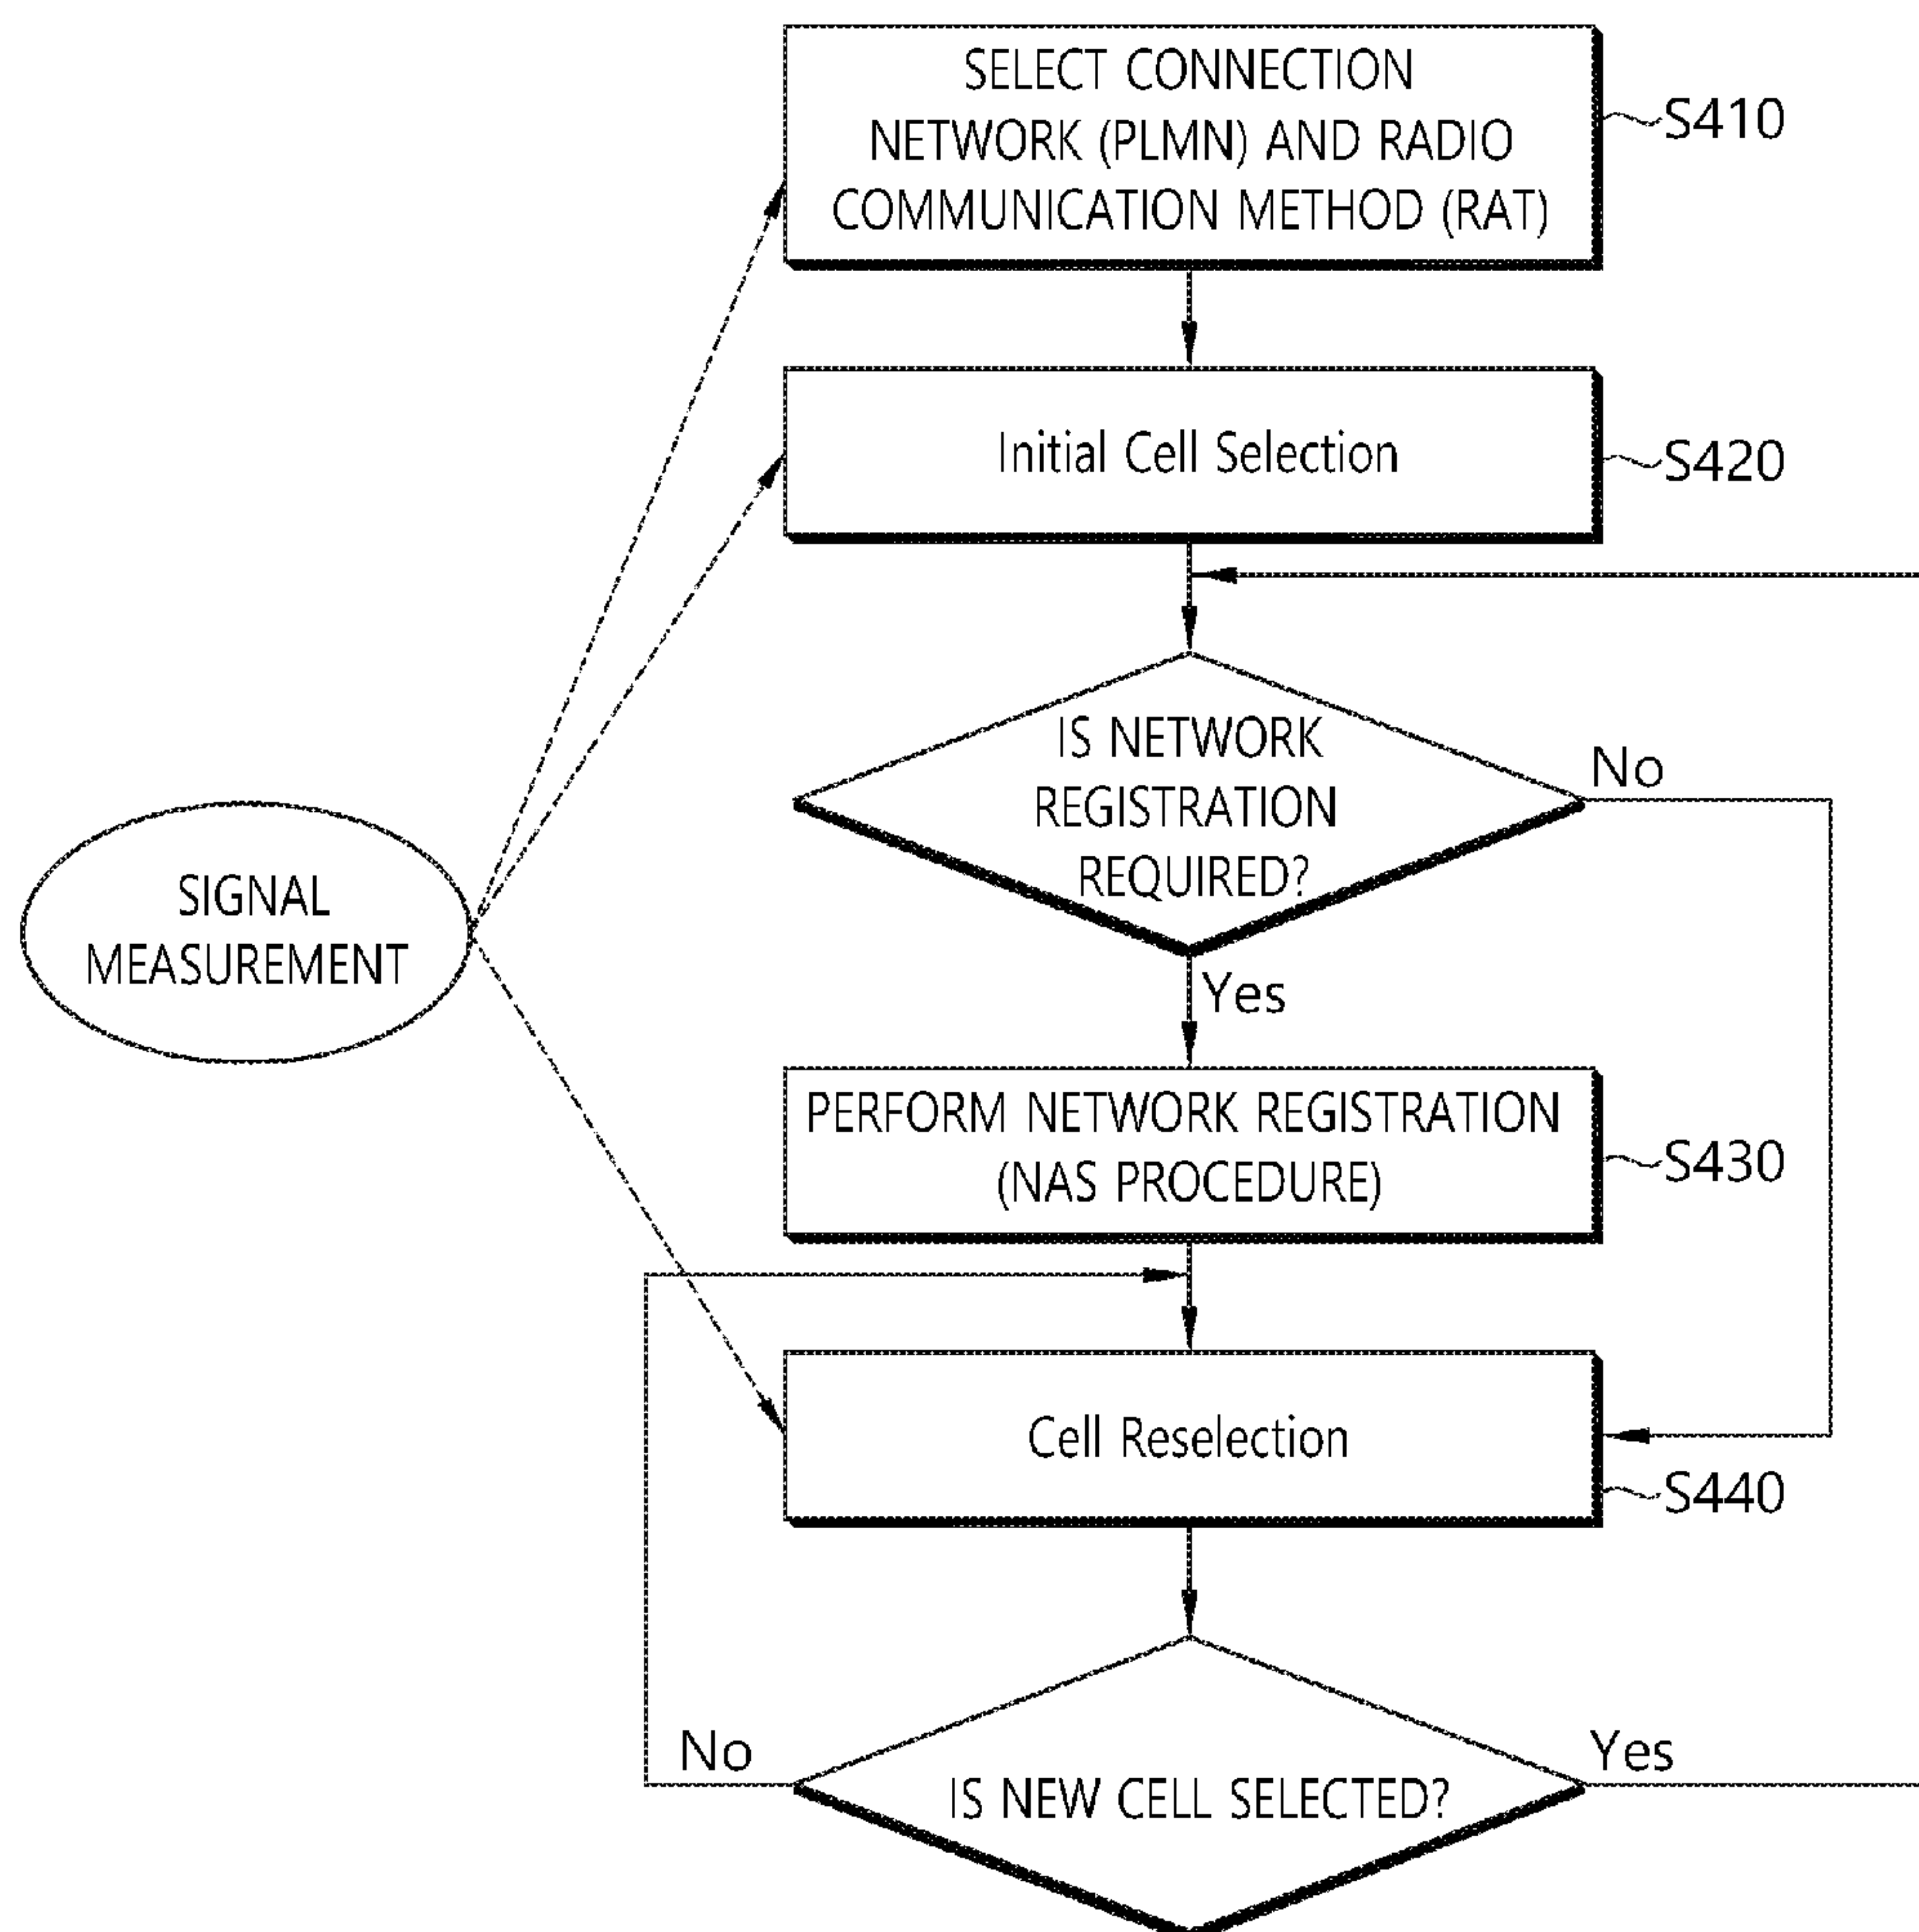 SELECT CONNECTION
NETWORK (PLMN) AND RADIO
COMMUNICATION METHOD (RAT)
S410
Initial Cell Selection
S420
IS NETWORK
REGISTRATION
REQUIRED?
No
Yes
SIGNAL
MEASUREMENT
PERFORM NETWORK REGISTRATION
(NAS PROCEDURE)
S430
Cell Reselection
S440
No
IS NEW CELL SELECTED?
Yes